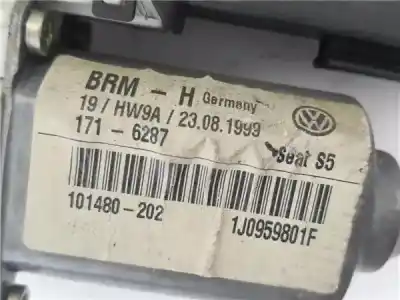 BRM - H Germany
19 / HW9A / 23.08.1999
171 - 6287 Seat S5
101480-202 1J0959801F